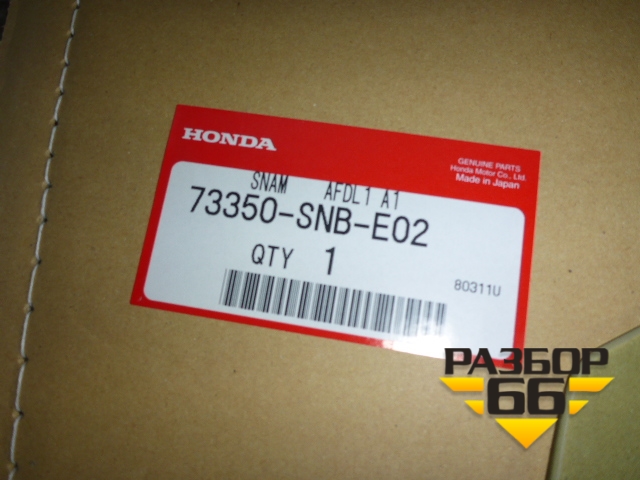 HONDA
GENUINE PARTS
Honda Motor Co., Ltd.
Made in Japan
SNAM AFDL1 A1
73350-SNB-E02
QTY 1
80311U
РАЗБОР
66